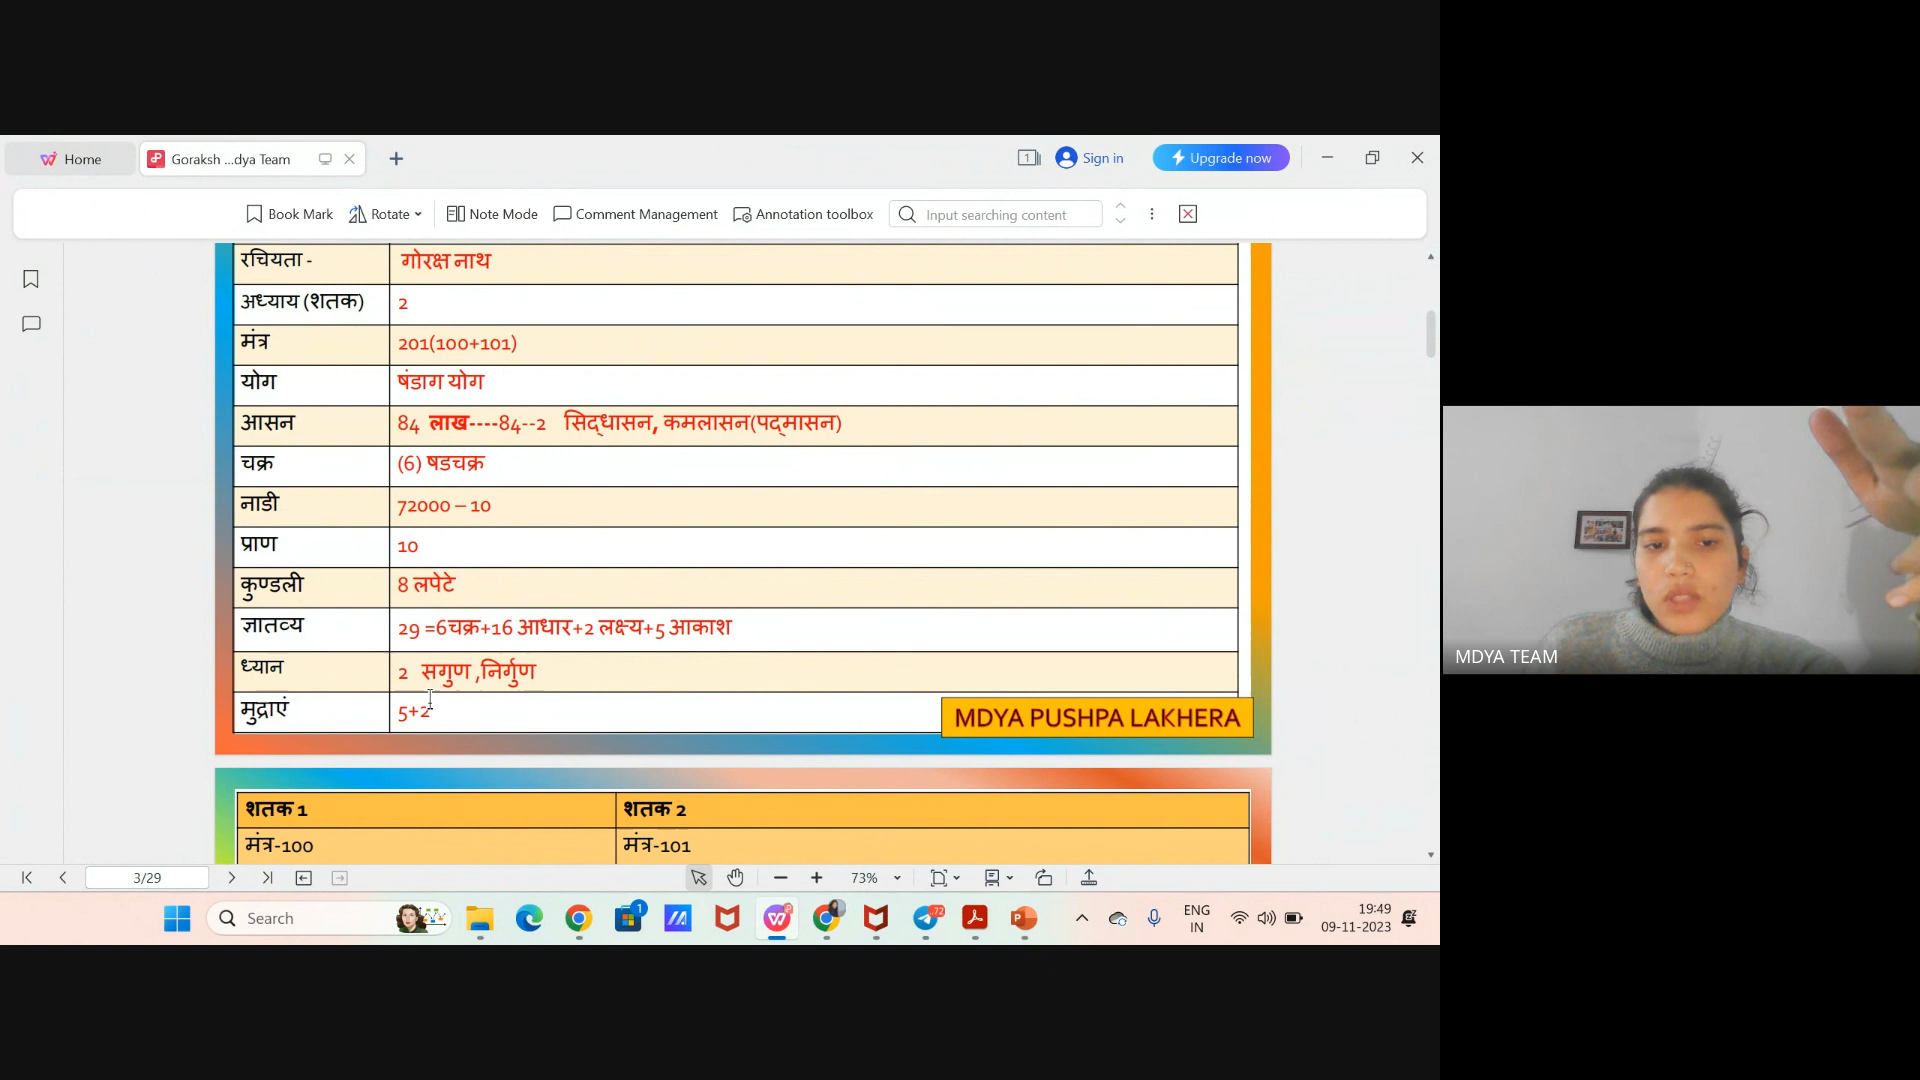 Home
Goraksh ...dya Team
1
Sign in
Upgrade now
Book Mark
Rotate
Note Mode
Comment Management
Annotation toolbox
Input searching content
रचियता - गोरक्ष नाथ
अध्याय (शतक) 2
मंत्र 201(100+101)
योग षंडाग योग
आसन 84 लाख----84--2 सिद्धासन, कमलासन(पद्मासन)
चक्र (6) षडचक्र
नाडी 72000 – 10
प्राण 10
कुण्डली 8 लपेटे
ज्ञातव्य 29 =6चक्र+16 आधार+2 लक्ष्य+5 आकाश
ध्यान 2 सगुण ,निर्गुण
मुद्राएं 5+2
MDYA PUSHPA LAKHERA
शतक 1 शतक 2
मंत्र-100 मंत्र-101
3/29
73%
Search
1
72
ENG
IN
19:49
09-11-2023
MDYA TEAM